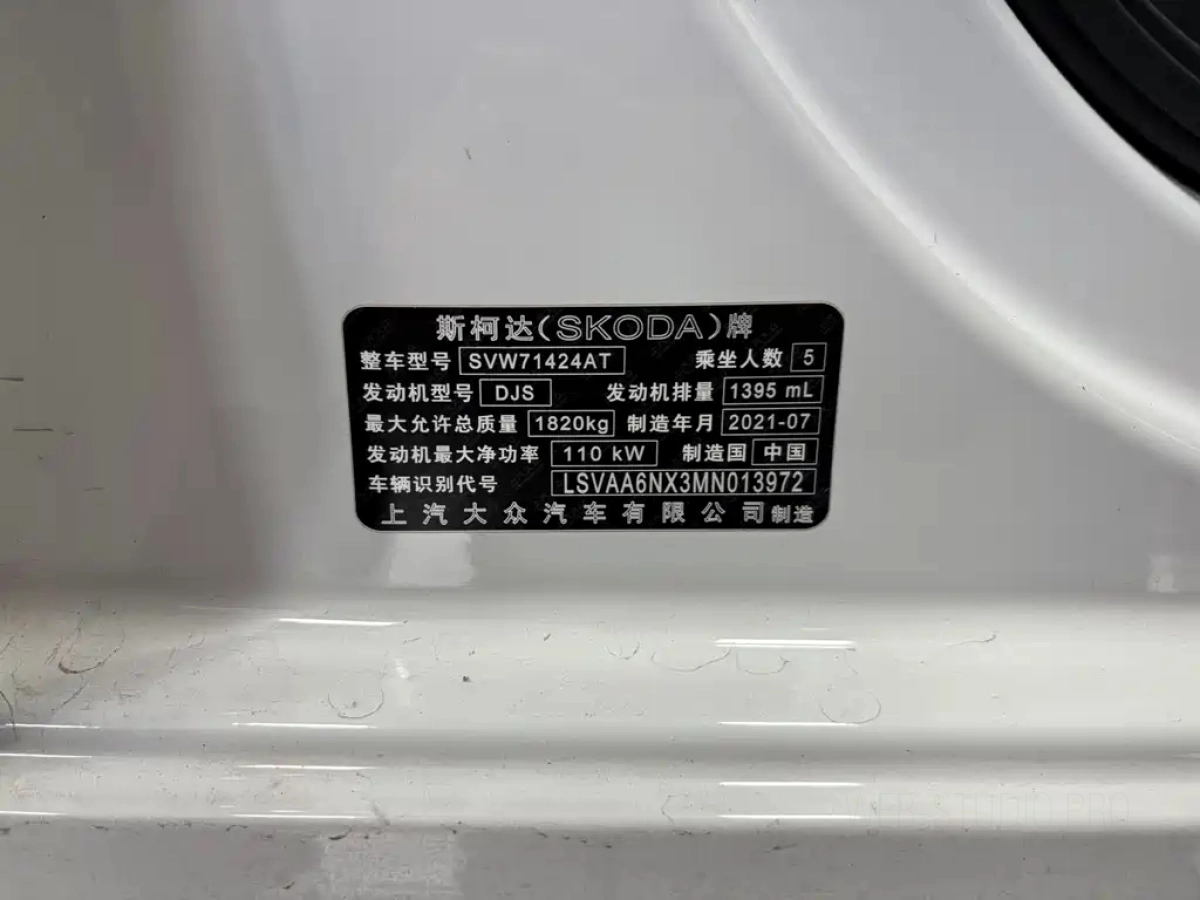 斯柯达(SKODA)牌
整车型号 SVW71424AT 乘坐人数 5
发动机型号 DJS 发动机排量 1395 mL
最大允许总质量 1820kg 制造年月 2021-07
发动机最大净功率 110 kW 制造国 中国
车辆识别代号 LSVAA6NX3MN013972
上汽大众汽车有限公司制造